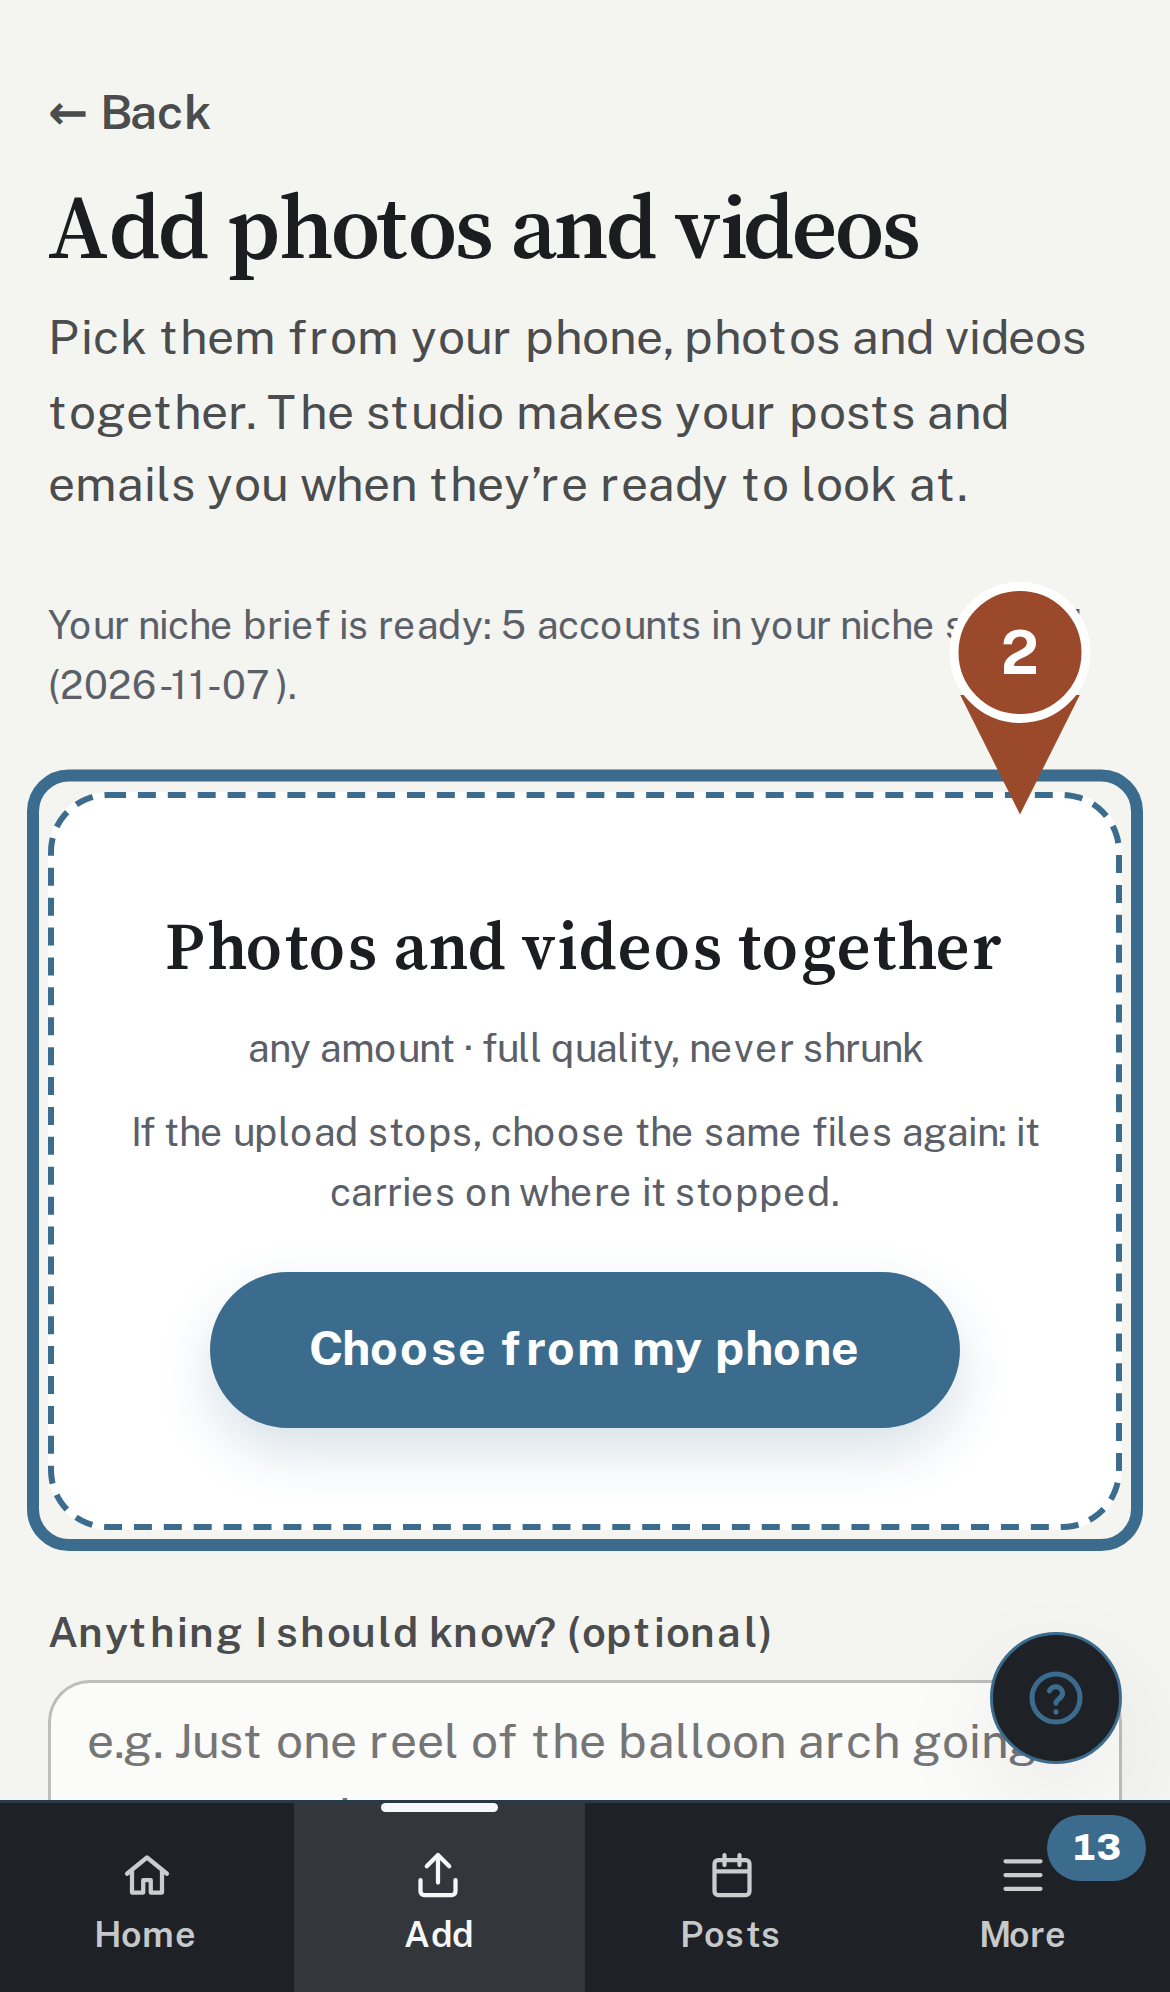 ← Back
Add photos and videos
Pick them from your phone, photos and videos
together. The studio makes your posts and
emails you when they’re ready to look at.
Your niche brief is ready: 5 accounts in your niche
2
(2026-11-07).
Photos and videos together
any amount · full quality, never shrunk
If the upload stops, choose the same files again: it
carries on where it stopped.
Choose from my phone
Anything I should know? (optional)
e.g. Just one reel of the balloon arch going
13
Home
Add
Posts
More